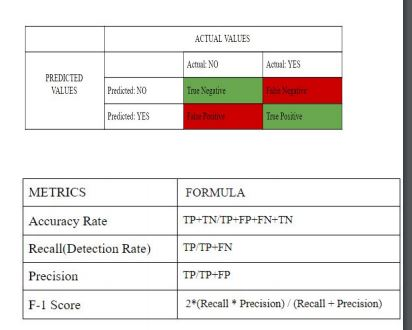 ACTUAL VALUES
PREDICTED VALUES
Actual: NO Actual: YES
Predicted: NO True Negative False Negative
Predicted: YES False Positive True Positive
METRICS FORMULA
Accuracy Rate TP+TN/TP+FP+FN+TN
Recall(Detection Rate) TP/TP+FN
Precision TP/TP+FP
F-1 Score 2*(Recall * Precision) / (Recall + Precision)